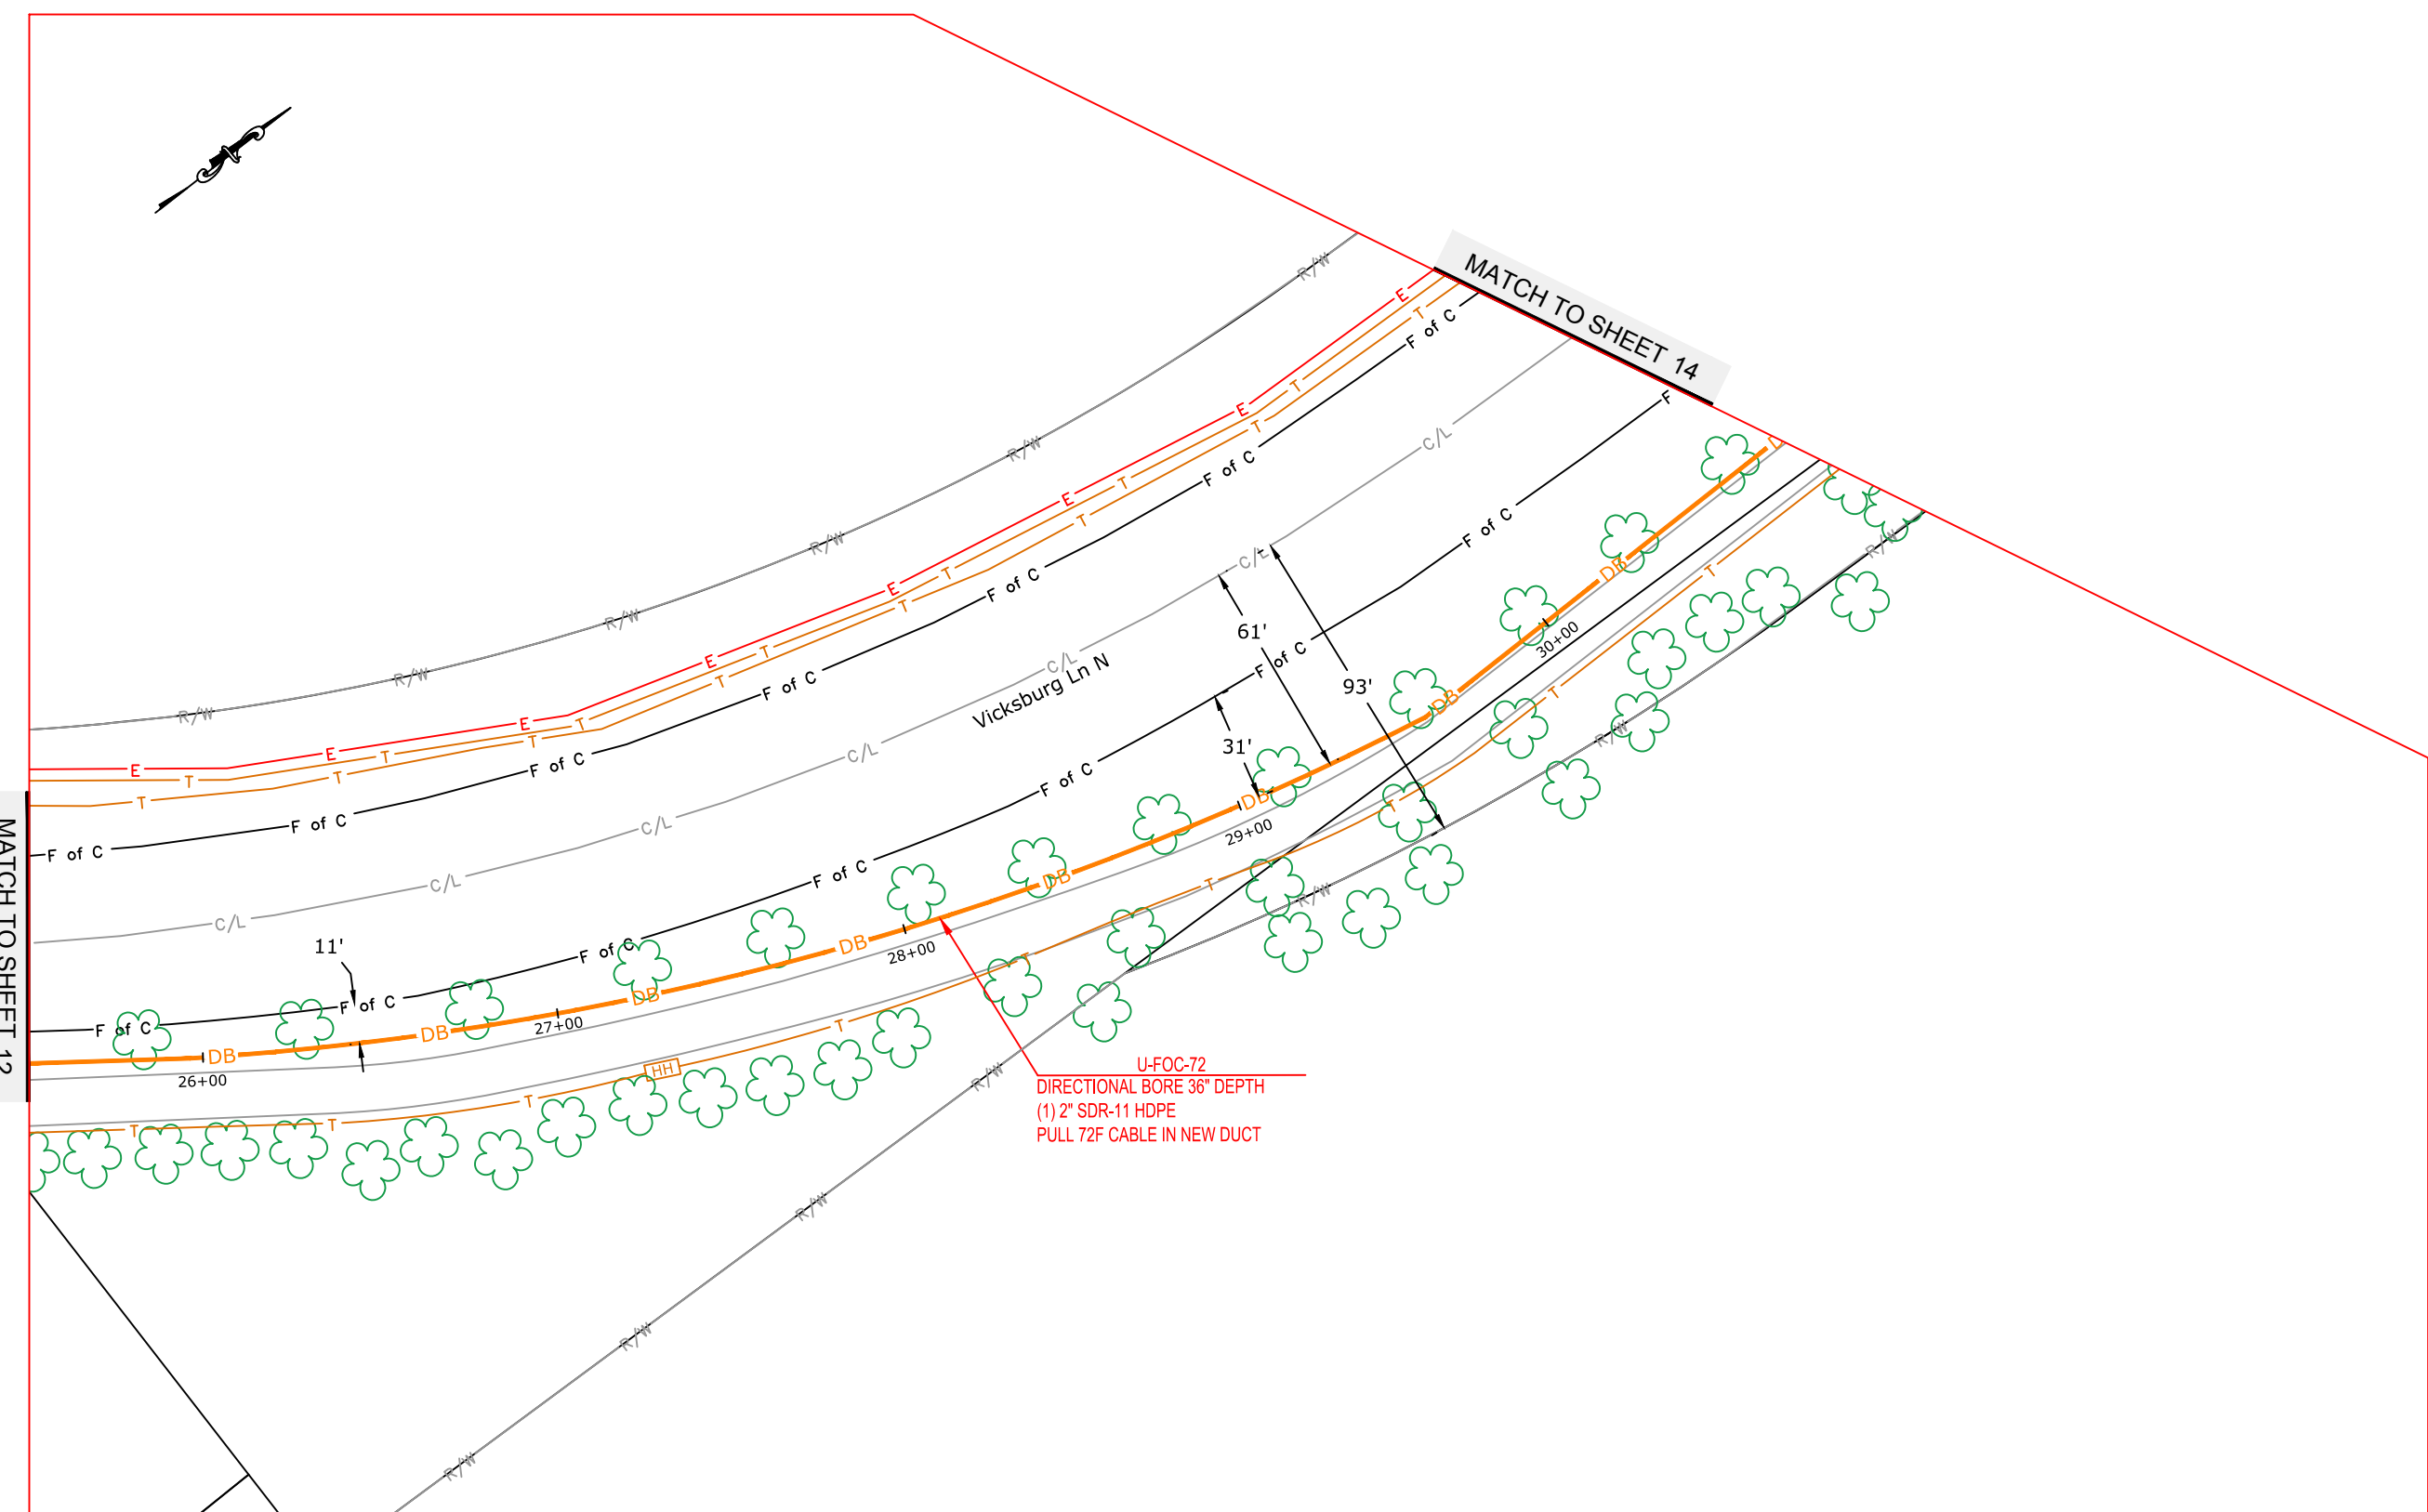 N
R/W
MATCH TO SHEET 14
E
T
F of C
R/W
E
T
F
C/L
R/W
E
T
T
F of C
R/W
E
T
T
F of C
C/L
F of C
DB
T
R/W
R/W
E
T
T
F of C
C/L
61'
F of C
93'
30+00
T
R/W
R/W
E
T
T
F of C
C/L
Vicksburg Ln N
31'
DB
DB
29+00
T
R/W
E
T
T
F of C
C/L
F of C
DB
T
E
T
T
F of C
C/L
F of C
DB
28+00
T
MATCH TO SHEET 12
F of C
C/L
11'
F of C
DB
27+00
T
HH
F of C
F of C
DB
DB
26+00
T
T
T
U-FOC-72
DIRECTIONAL BORE 36" DEPTH
(1) 2" SDR-11 HDPE
PULL 72F CABLE IN NEW DUCT
R/W
R/W
R/W
R/W